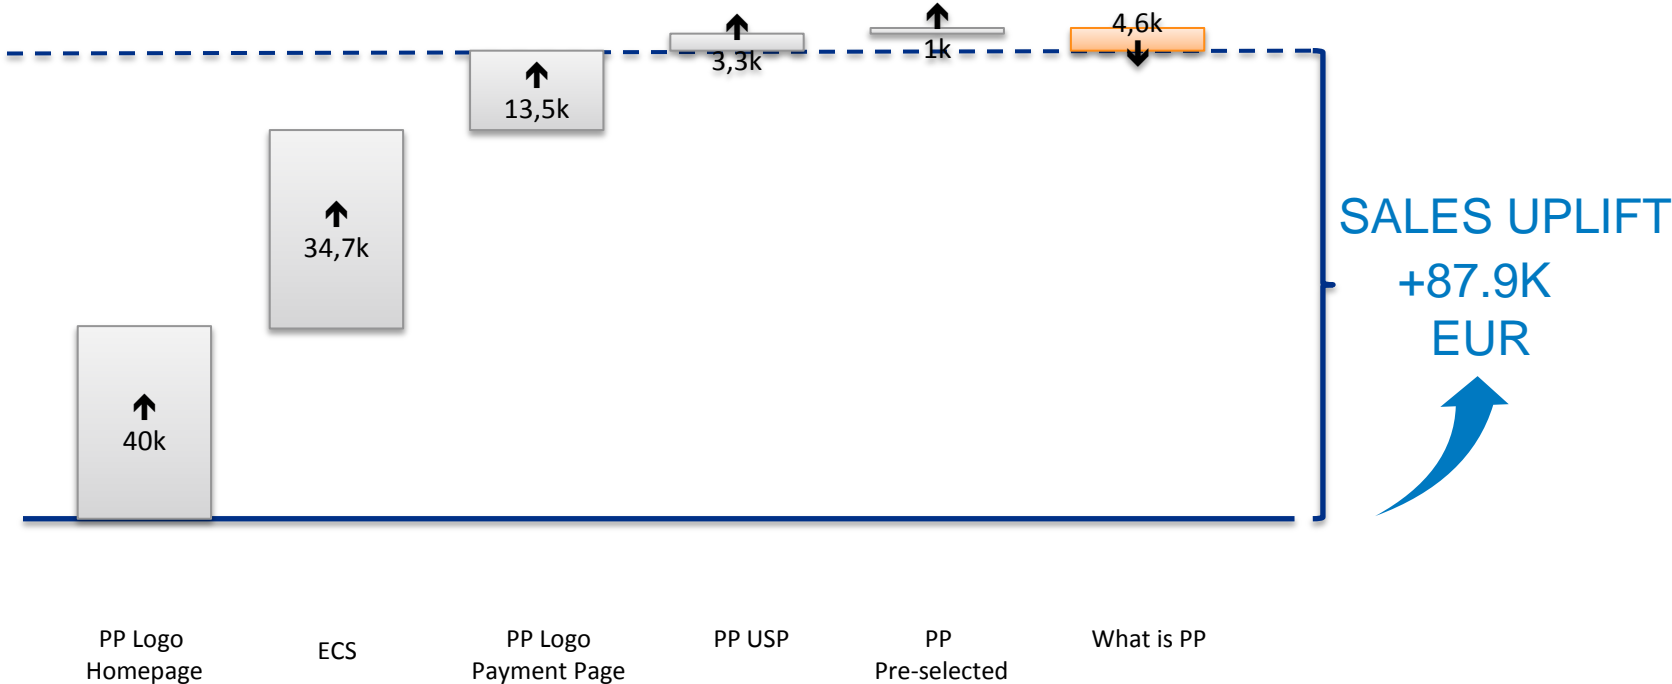 4,6k
3,3k
1k
13,5k
34,7k
40k
SALES UPLIFT
+87.9K
EUR
PP Logo
Homepage
ECS
PP Logo
Payment Page
PP USP
PP
Pre-selected
What is PP